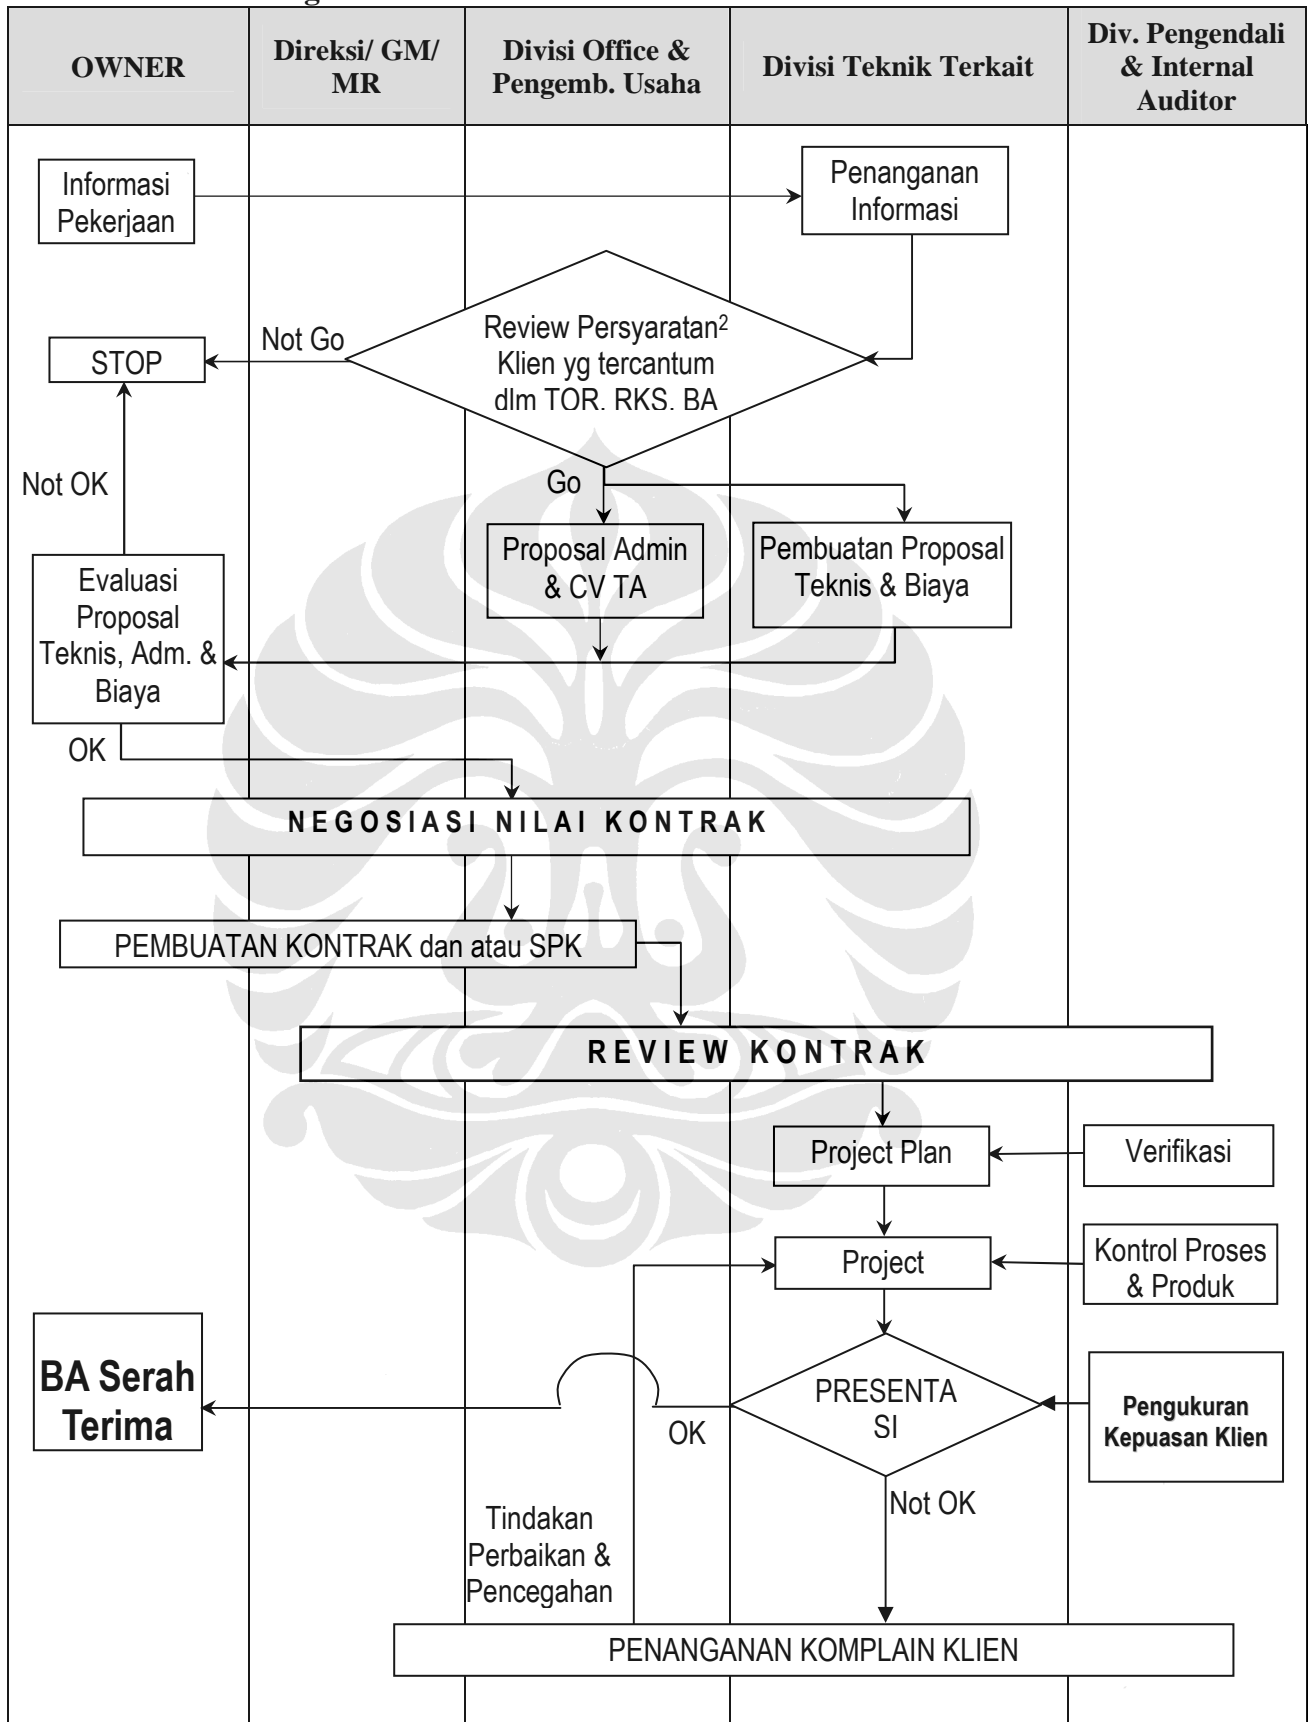 OWNER
Direksi/ GM/
MR
Divisi Office &
Pengemb. Usaha
Divisi Teknik Terkait
Div. Pengendali
& Internal
Auditor
Informasi
Pekerjaan
Penanganan
Informasi
Review Persyaratan²
Klien yg tercantum
dlm TOR, RKS, BA
Not Go
STOP
Go
Not OK
Proposal Admin
& CV TA
Pembuatan Proposal
Teknis & Biaya
Evaluasi
Proposal
Teknis, Adm. &
Biaya
OK
NEGOSIASI NILAI KONTRAK
PEMBUATAN KONTRAK dan atau SPK
REVIEW KONTRAK
Project Plan
Verifikasi
Project
Kontrol Proses
& Produk
BA Serah
Terima
OK
PRESENTA
SI
Pengukuran
Kepuasan Klien
Not OK
Tindakan
Perbaikan &
Pencegahan
PENANGANAN KOMPLAIN KLIEN